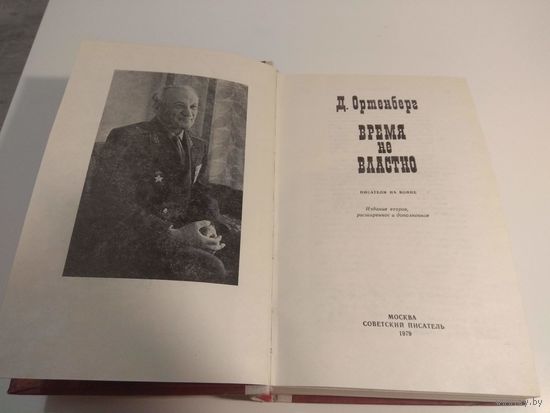 Д. Ортенберг
ВРЕМЯ
не
ВЛАСТНО
ПИСАТЕЛИ НА ВОЙНЕ
Издание второе,
расширенное и дополненное
МОСКВА
СОВЕТСКИЙ ПИСАТЕЛЬ
1979